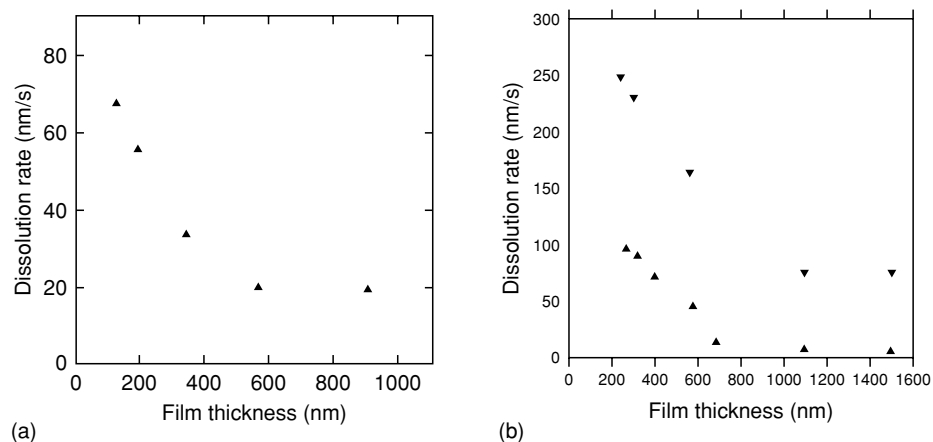 80
60
40
20
0
0 200 400 600 800 1000
Dissolution rate (nm/s)
Film thickness (nm)
(a)
300
250
200
150
100
50
0
0 200 400 600 800 1000 1200 1400 1600
Dissolution rate (nm/s)
Film thickness (nm)
(b)